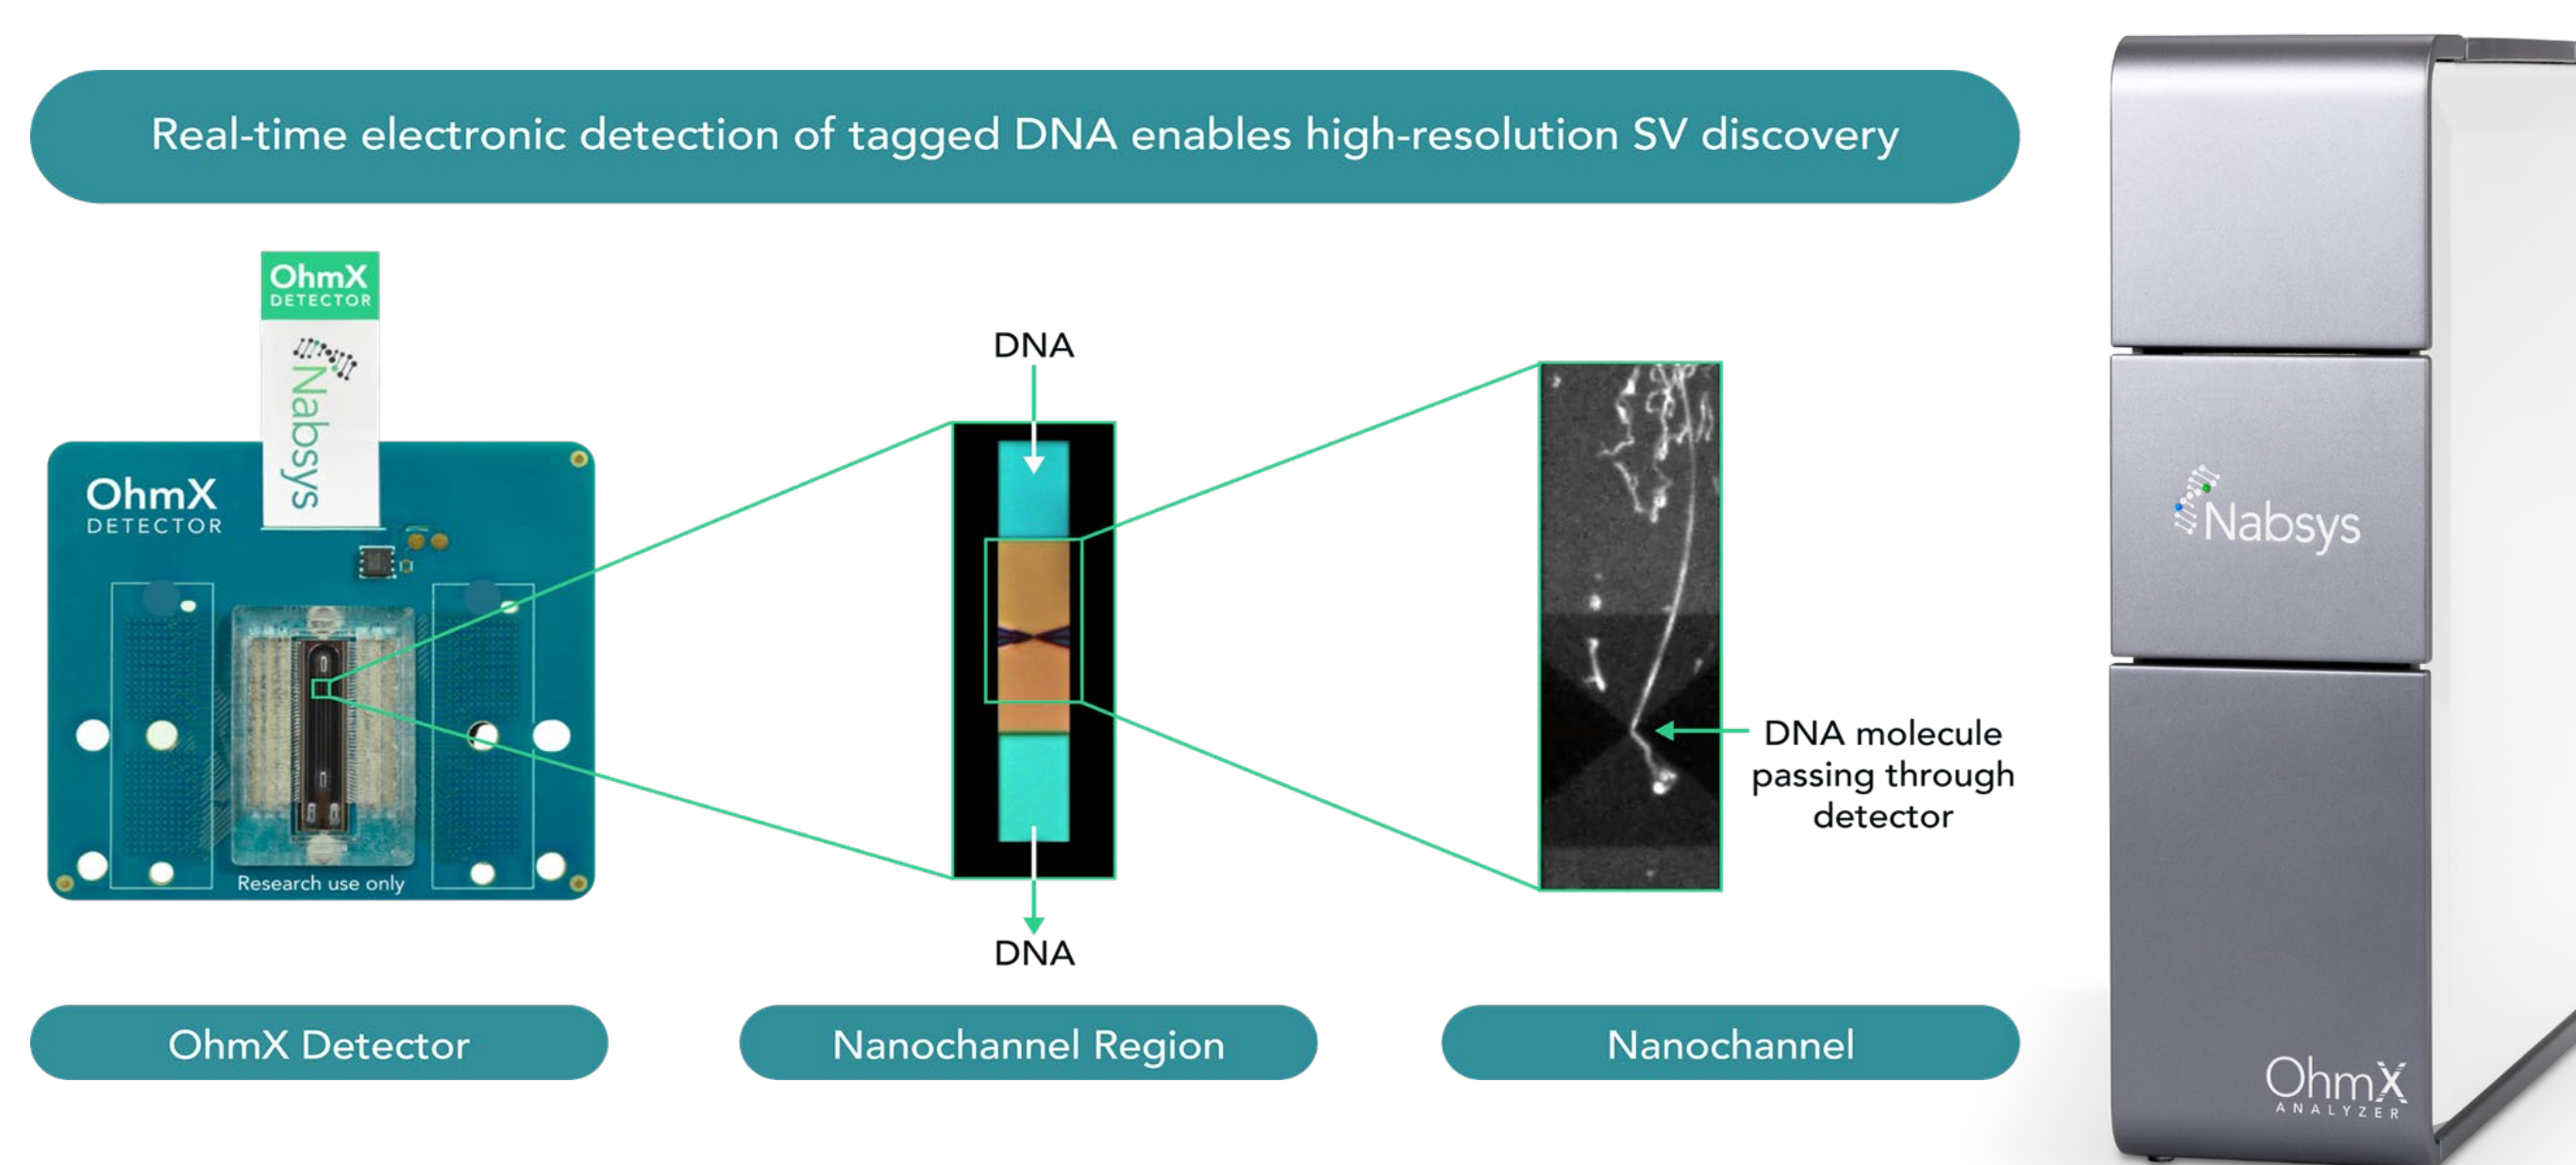 Real-time electronic detection of tagged DNA enables high-resolution SV discovery
OhmX
DETECTOR
Nabsys
OhmX
DETECTOR
Research use only
DNA
DNA
DNA molecule
passing through
detector
OhmX Detector
Nanochannel Region
Nanochannel
Nabsys
OhmX
ANALYZER